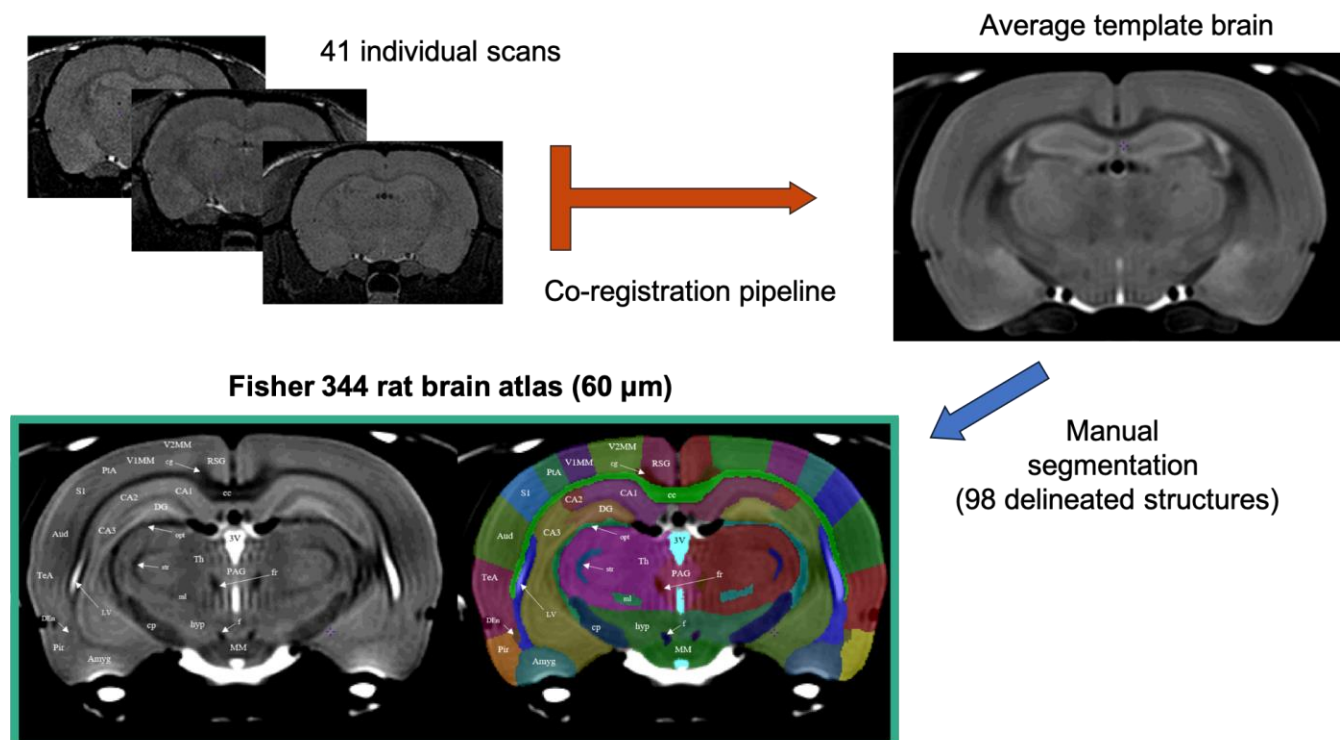 41 individual scans
Average template brain
Co-registration pipeline
Fisher 344 rat brain atlas (60 µm)
Manual
segmentation
(98 delineated structures)
V2MM
V1MM
RSG
cg
PtA
S1
CA2
CA1
cc
DG
Aud
CA3
opt
3V
Th
str
PAG
fr
TeA
ml
LV
DEn
cp
hyp
f
Pir
MM
Amyg
V2MM
V1MM
RSG
cg
PtA
S1
CA2
CA1
cc
DG
Aud
CA3
opt
3V
Th
str
PAG
fr
TeA
ml
LV
DEn
cp
hyp
f
Pir
MM
Amyg